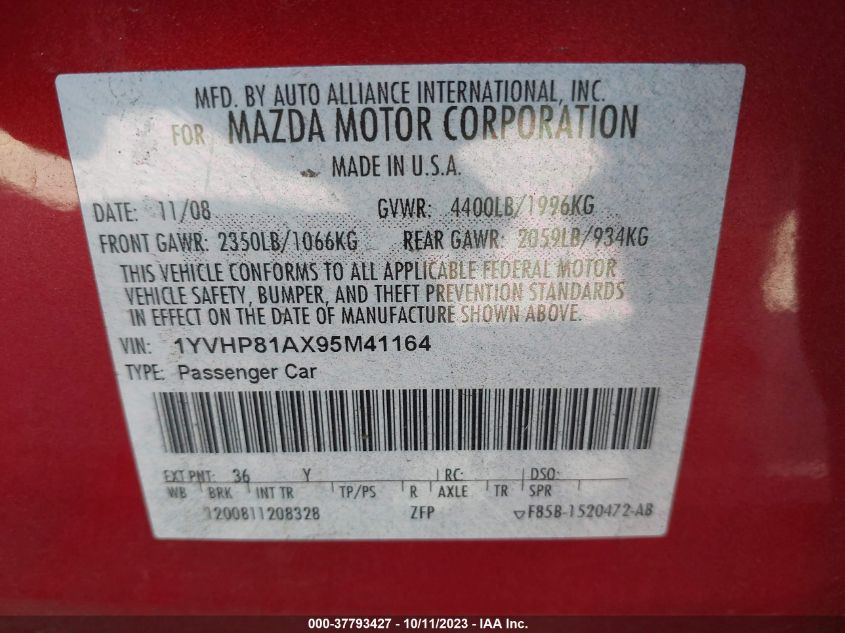 MFD. BY AUTO ALLIANCE INTERNATIONAL, INC.
FOR MAZDA MOTOR CORPORATION
MADE IN U.S.A.
DATE: 11/08 GVWR: 4400LB/1996KG
FRONT GAWR: 2350LB/1066KG REAR GAWR: 2059LB/934KG
THIS VEHICLE CONFORMS TO ALL APPLICABLE FEDERAL MOTOR
VEHICLE SAFETY, BUMPER, AND THEFT PREVENTION STANDARDS
IN EFFECT ON THE DATE OF MANUFACTURE SHOWN ABOVE.
VIN: 1YVHP81AX95M41164
TYPE: Passenger Car
EXT PNT: 36 Y RC: DSO:
WB BRK INT TR TP/PS R AXLE TR SPR
1200811208328 ZFP F85B-1520472-AB
000-37793427 - 10/11/2023 - IAA Inc.